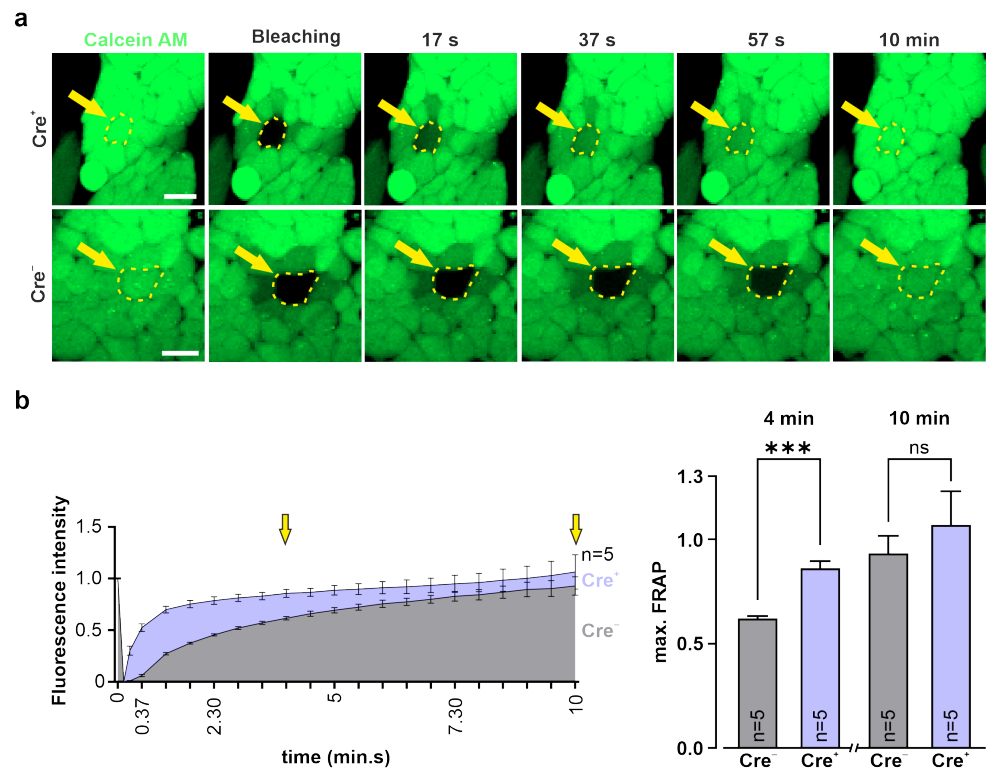 a
Calcein AM Bleaching 17 s 37 s 57 s 10 min
Cre⁺
Cre⁻
b
4 min 10 min
*** ns
Fluorescence intensity
1.5
1.0
0.5
0
n=5
Cre⁺
Cre⁻
0 0.37 2.30 5 7.30 10
time (min.s)
max. FRAP
1.3
1.0
0.5
0.0
n=5 n=5 n=5 n=5
Cre⁻ Cre⁺ // Cre⁻ Cre⁺